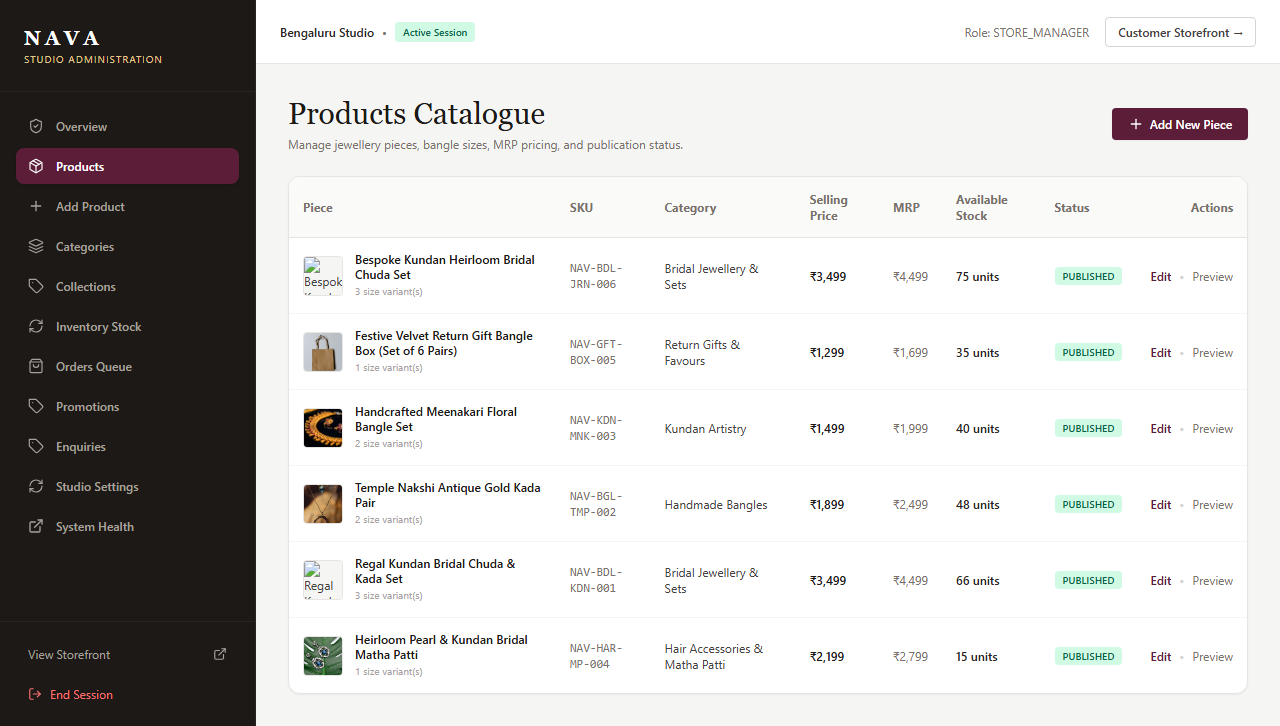 NAVA
STUDIO ADMINISTRATION
Overview
Products
Add Product
Categories
Collections
Inventory Stock
Orders Queue
Promotions
Enquiries
Studio Settings
System Health
View Storefront
End Session
Bengaluru Studio • Active Session
Role: STORE_MANAGER
Customer Storefront →
Products Catalogue
Manage jewellery pieces, bangle sizes, MRP pricing, and publication status.
+ Add New Piece
Piece SKU Category Selling Price MRP Available Stock Status Actions
Bespok
Bespoke Kundan Heirloom Bridal
Chuda Set
3 size variant(s)
NAV-BDL-
JRN-006
Bridal Jewellery &
Sets
₹3,499 ₹4,499 75 units PUBLISHED Edit • Preview
Festive Velvet Return Gift Bangle
Box (Set of 6 Pairs)
1 size variant(s)
NAV-GFT-
BOX-005
Return Gifts &
Favours
₹1,299 ₹1,699 35 units PUBLISHED Edit • Preview
Handcrafted Meenakari Floral
Bangle Set
2 size variant(s)
NAV-KDN-
MNK-003
Kundan Artistry
₹1,499 ₹1,999 40 units PUBLISHED Edit • Preview
Temple Nakshi Antique Gold Kada
Pair
2 size variant(s)
NAV-BGL-
TMP-002
Handmade Bangles
₹1,899 ₹2,499 48 units PUBLISHED Edit • Preview
Regal
Regal Kundan Bridal Chuda &
Kada Set
3 size variant(s)
NAV-BDL-
KDN-001
Bridal Jewellery &
Sets
₹3,499 ₹4,499 66 units PUBLISHED Edit • Preview
Heirloom Pearl & Kundan Bridal
Matha Patti
1 size variant(s)
NAV-HAR-
MP-004
Hair Accessories &
Matha Patti
₹2,199 ₹2,799 15 units PUBLISHED Edit • Preview